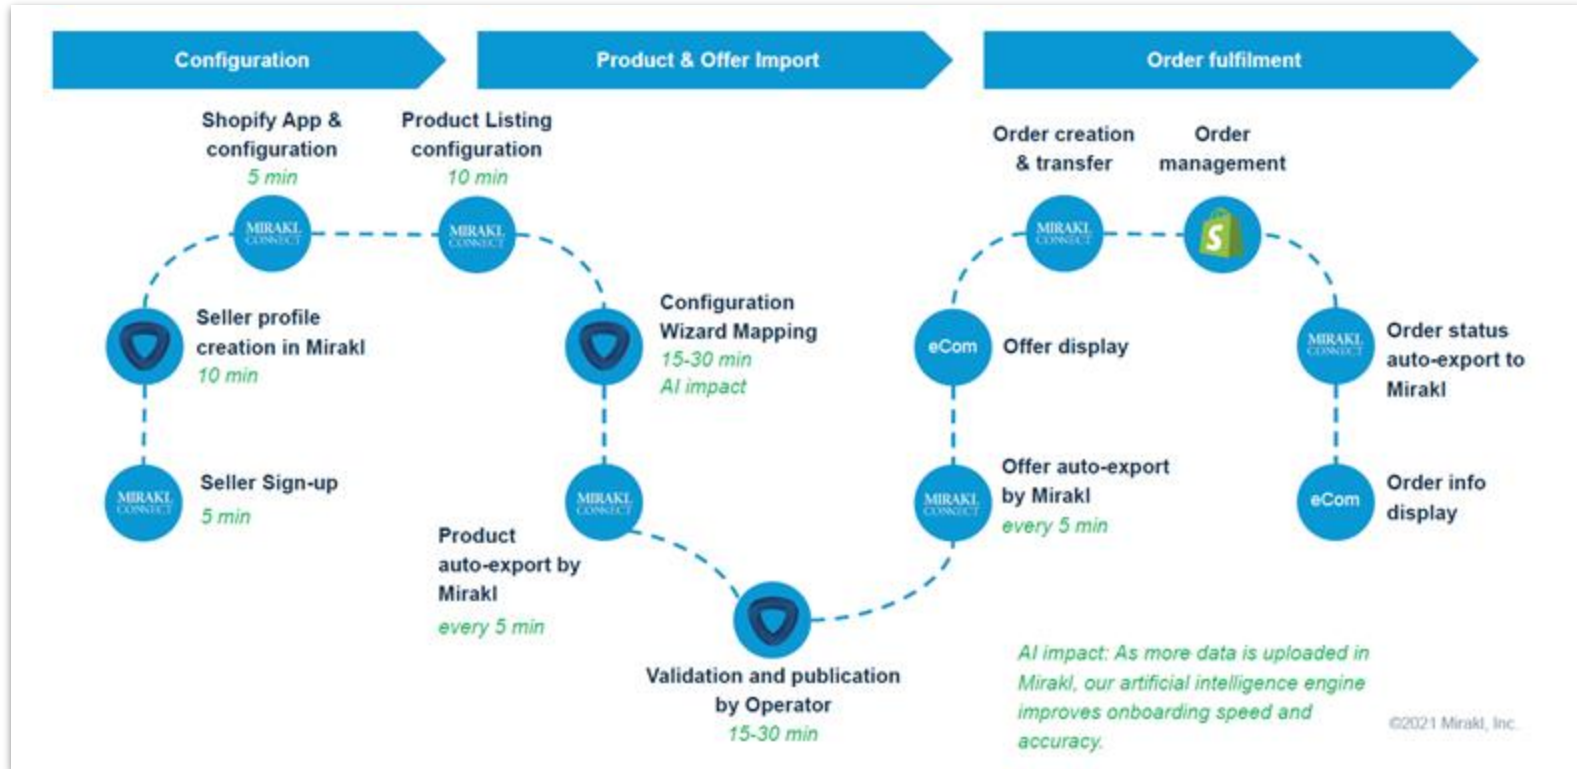 Configuration
Product & Offer Import
Order fulfilment
Shopify App &
configuration
5 min
Product Listing
configuration
10 min
Order creation
& transfer
Order
management
MIRAKL
CONNECT
MIRAKL
CONNECT
MIRAKL
CONNECT
S
Seller profile
creation in Mirakl
10 min
Configuration
Wizard Mapping
15-30 min
AI impact
eCom
Offer display
MIRAKL
CONNECT
Order status
auto-export to
Mirakl
MIRAKL
CONNECT
Seller Sign-up
5 min
MIRAKL
CONNECT
Product
auto-export by
Mirakl
every 5 min
MIRAKL
CONNECT
Offer auto-export
by Mirakl
every 5 min
eCom
Order info
display
Validation and publication
by Operator
15-30 min
AI impact: As more data is uploaded in
Mirakl, our artificial intelligence engine
improves onboarding speed and
accuracy.
©2021 Mirakl, Inc.